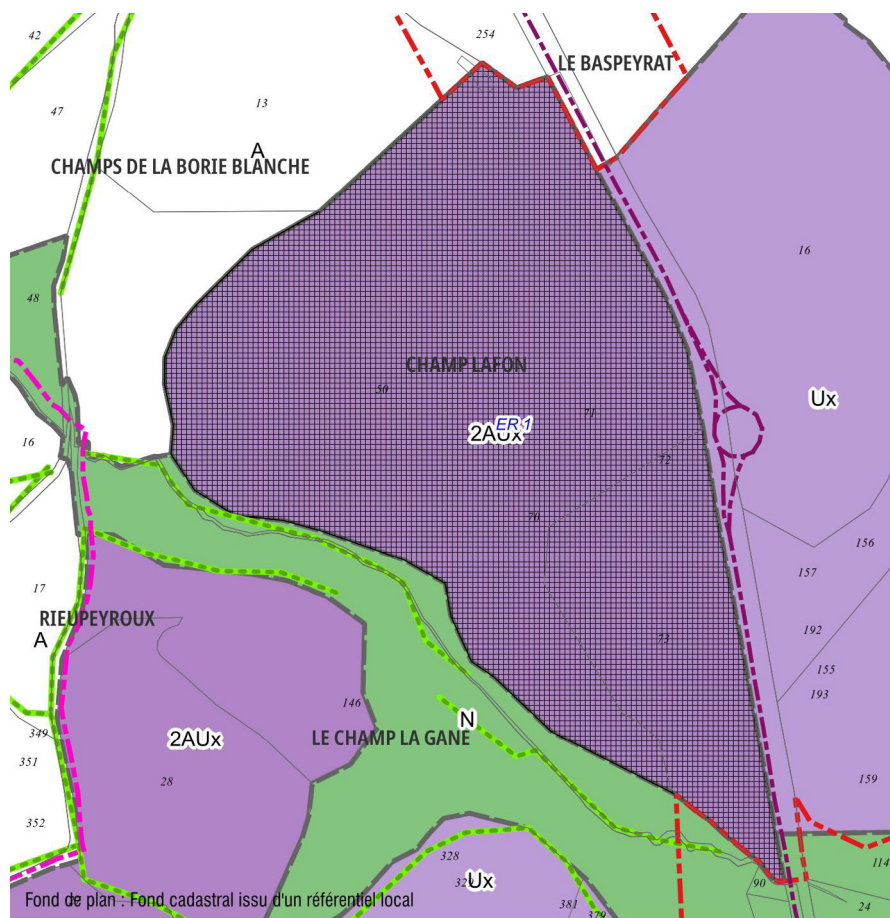 42
254
LE BASPEYRAT
47
13
A
CHAMPS DE LA BORIE BLANCHE
16
48
CHAMP LAFON
50
Ux
71
ER 1
2AUx
16
72
76
156
157
17
RIEUPEYROUX
A
192
73
155
193
146
N
349
2AUx
LE CHAMP LA GANE
351
28
159
352
328
114
Ux
90
Fond de plan : Fond cadastral issu d'un référentiel local
381
24
379